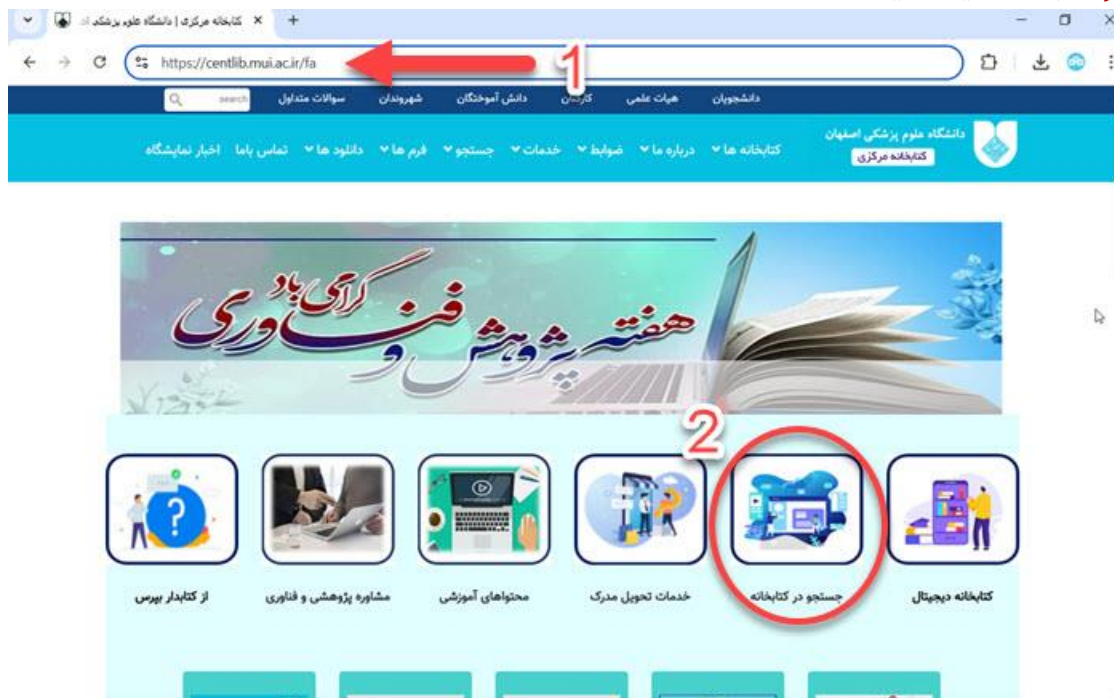 کتابخانه مرکزی | دانشگاه علوم پزشکی
https://centlib.mui.ac.ir/fa
1
دانشجویان هیات علمی کارکنان دانش آموختگان شهروندان سوالات متداول search
دانشگاه علوم پزشکی اصفهان
کتابخانه مرکزی
کتابخانه ها درباره ما ضوابط خدمات جستجو فرم ها دانلود ها تماس باما اخبار نمایشگاه
هفته پژوهش و فناوری گرامی باد
2
کتابخانه دیجیتال جستجو در کتابخانه خدمات تحویل مدرک محتواهای آموزشی مشاوره پژوهشی و فناوری از کتابدار بپرس